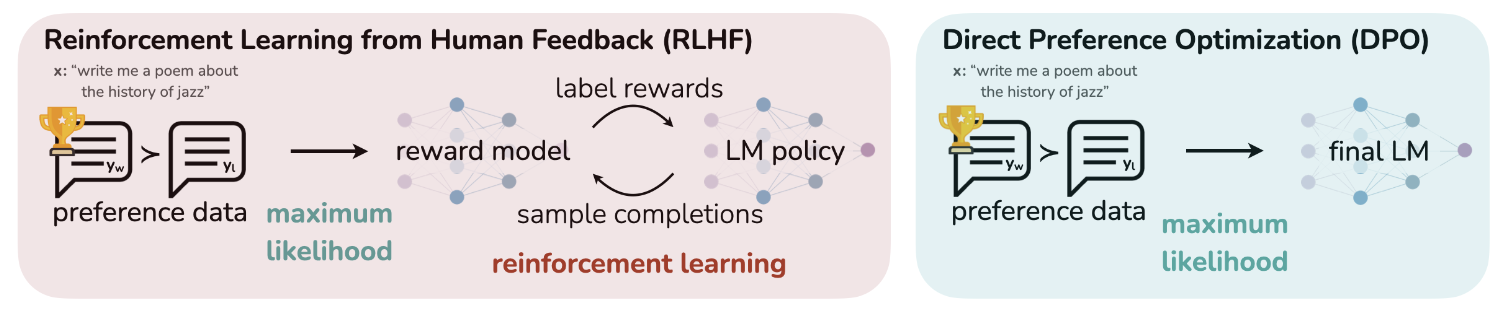 Reinforcement Learning from Human Feedback (RLHF)
x: “write me a poem about
the history of jazz”
label rewards
yw
≻
yl
reward model
LM policy
preference data
maximum
likelihood
sample completions
reinforcement learning
Direct Preference Optimization (DPO)
x: “write me a poem about
the history of jazz”
yw
≻
yl
final LM
preference data
maximum
likelihood